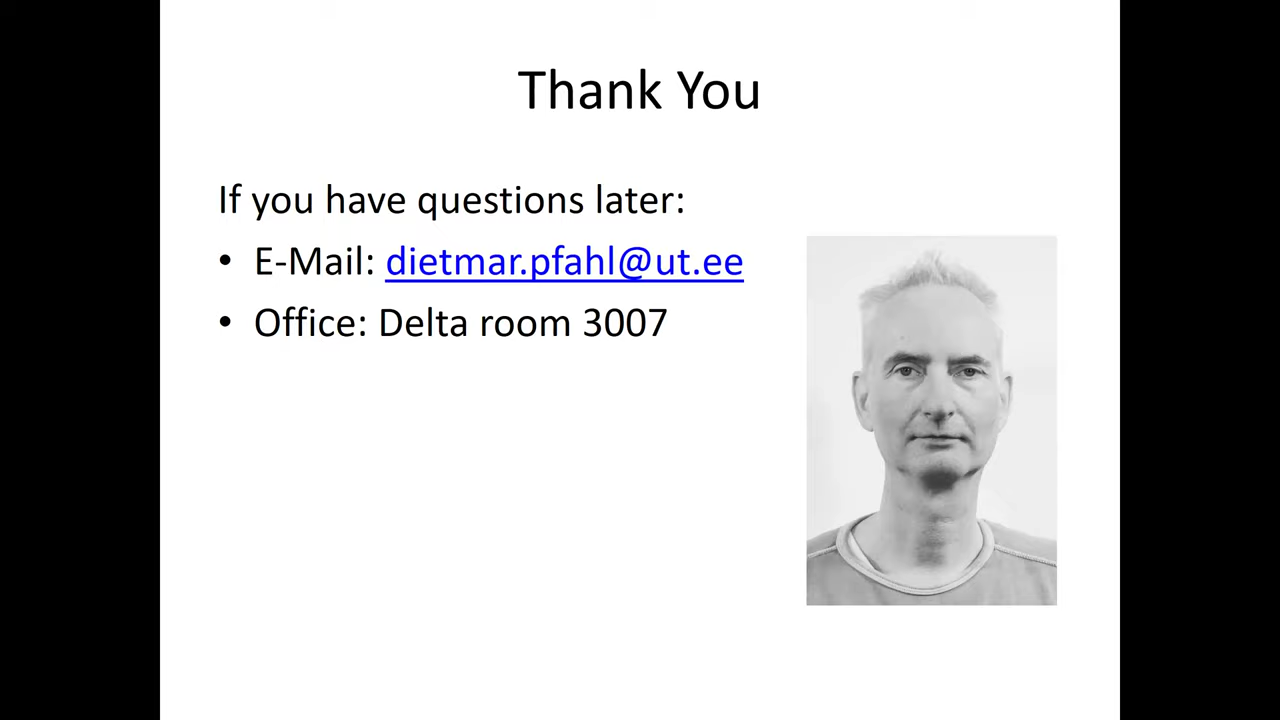 Thank You
If you have questions later:
• E-Mail: dietmar.pfahl@ut.ee
• Office: Delta room 3007